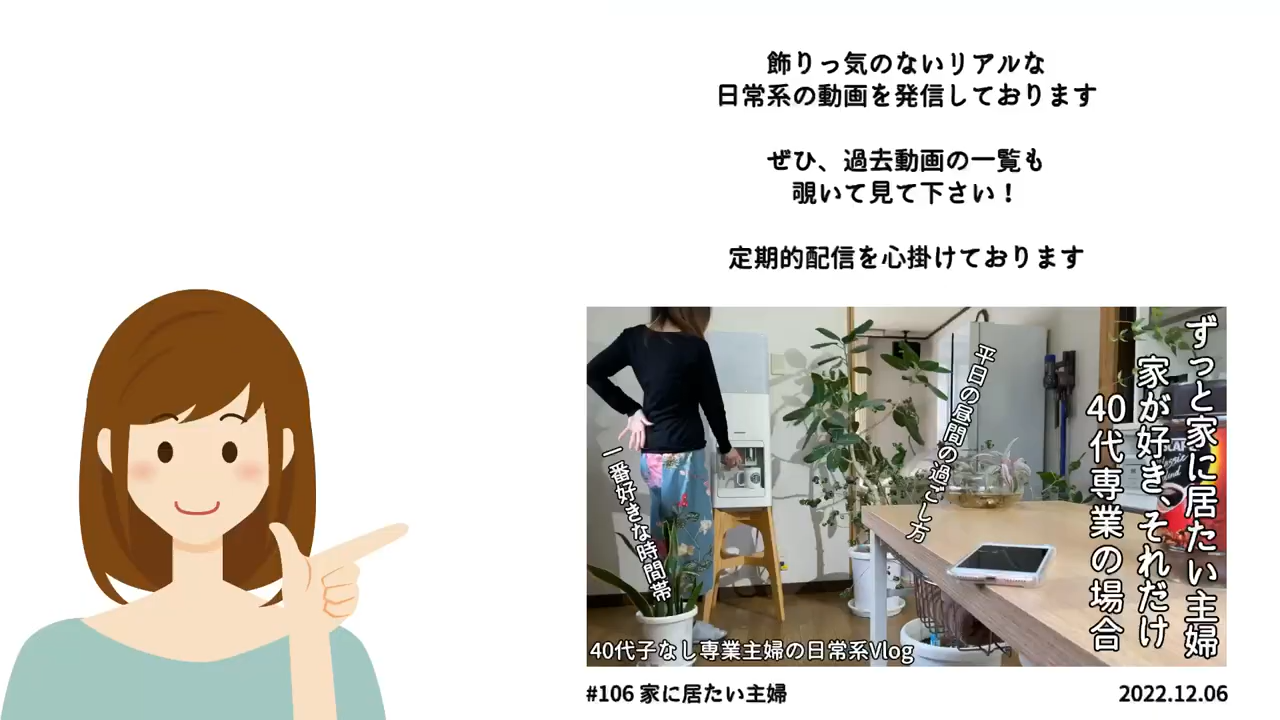 飾りっ気のないリアルな
日常系の動画を発信しております
ぜひ、過去動画の一覧も
覗いて見て下さい！
定期的配信を心掛けております
ずっと家に居たい主婦
家が好き、それだけ
40代専業の場合
平日の昼間の過ごし方
一番好きな時間帯
40代子なし専業主婦の日常系Vlog
#106 家に居たい主婦
2022.12.06